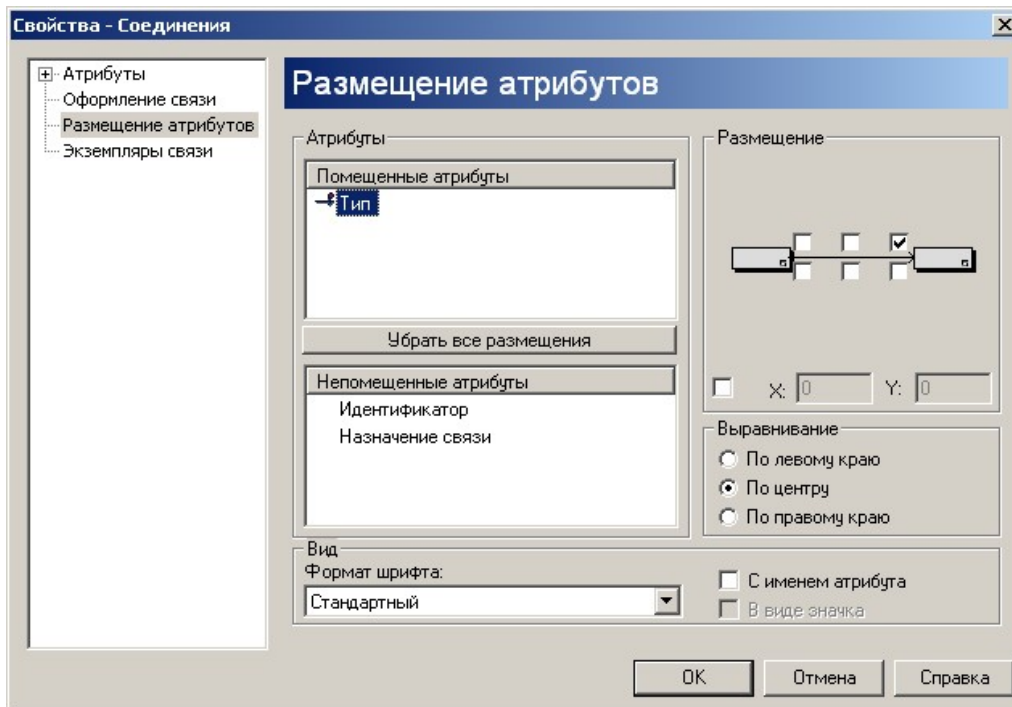 Свойства - Соединения
Атрибуты
Оформление связи
Размещение атрибутов
Экземпляры связи
Размещение атрибутов
Атрибуты
Помещенные атрибуты
Тип
Убрать все размещения
Непомещенные атрибуты
Идентификатор
Назначение связи
Размещение
X: 0 Y: 0
Выравнивание
По левому краю
По центру
По правому краю
Вид
Формат шрифта:
Стандартный
С именем атрибута
В виде значка
OK Отмена Справка